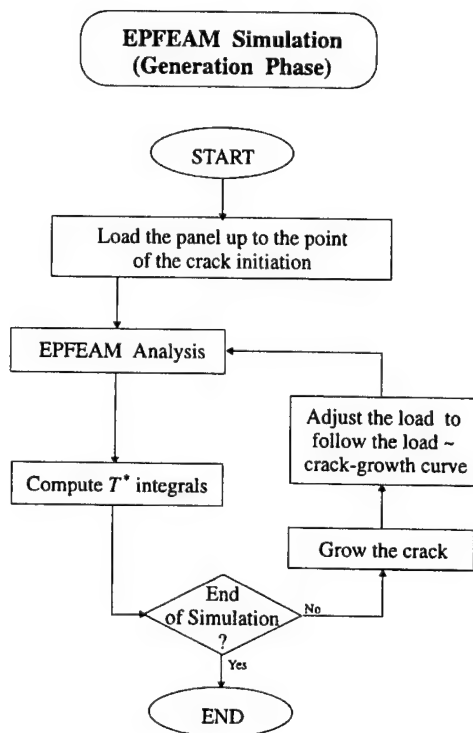 EPFEAM Simulation
(Generation Phase)
START
Load the panel up to the point
of the crack initiation
EPFEAM Analysis
Adjust the load to
follow the load ~
crack-growth curve
Compute T* integrals
Grow the crack
End
of Simulation
?
No
Yes
END